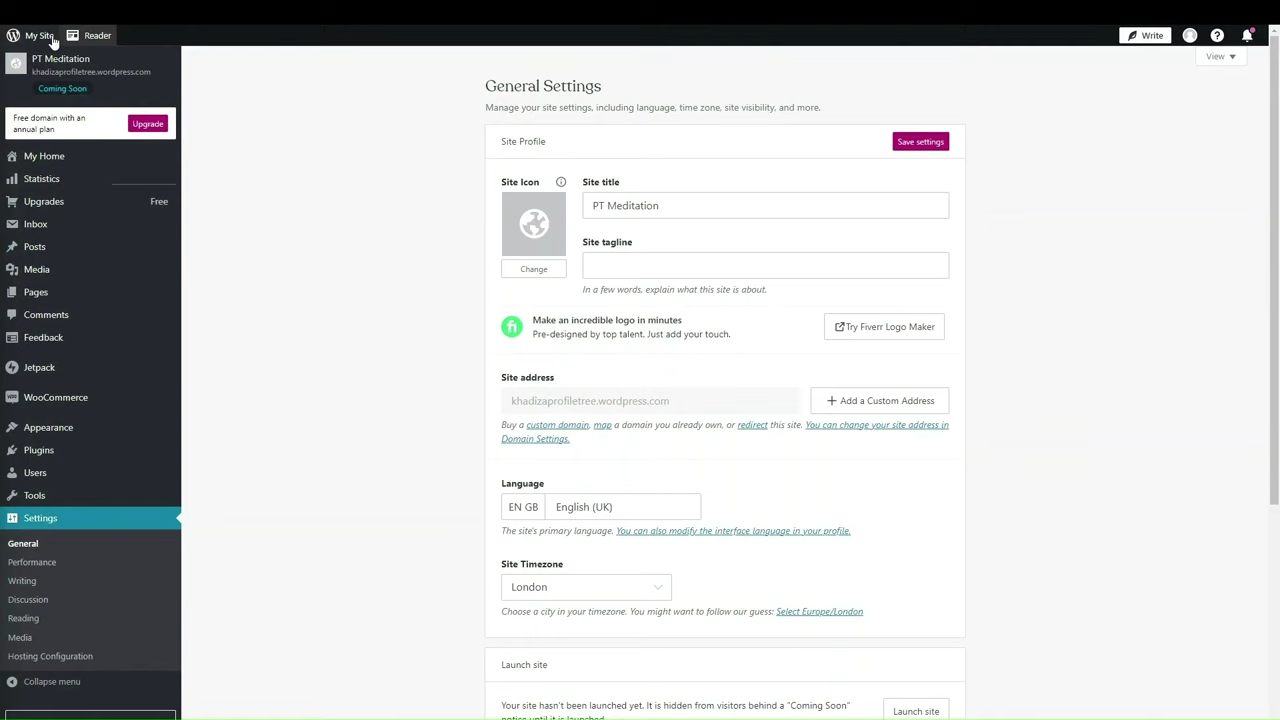 My Site
Reader
Write
PT Meditation
khadizaprofiletree.wordpress.com
Coming Soon
Free domain with an
annual plan
Upgrade
My Home
Statistics
Upgrades
Free
Inbox
Posts
Media
Pages
Comments
Feedback
Jetpack
WooCommerce
Appearance
Plugins
Users
Tools
Settings
General
Performance
Writing
Discussion
Reading
Media
Hosting Configuration
Collapse menu
View
General Settings
Manage your site settings, including language, time zone, site visibility, and more.
Site Profile
Save settings
Site Icon
Change
Site title
PT Meditation
Site tagline
In a few words, explain what this site is about.
fi
Make an incredible logo in minutes
Pre-designed by top talent. Just add your touch.
Try Fiverr Logo Maker
Site address
khadizaprofiletree.wordpress.com
+ Add a Custom Address
Buy a custom domain, map a domain you already own, or redirect this site. You can change your site address in
Domain Settings.
Language
EN GB
English (UK)
The site's primary language. You can also modify the interface language in your profile.
Site Timezone
London
Choose a city in your timezone. You might want to follow our guess: Select Europe/London
Launch site
Your site hasn't been launched yet. It is hidden from visitors behind a "Coming Soon"
notice until it is launched.
Launch site